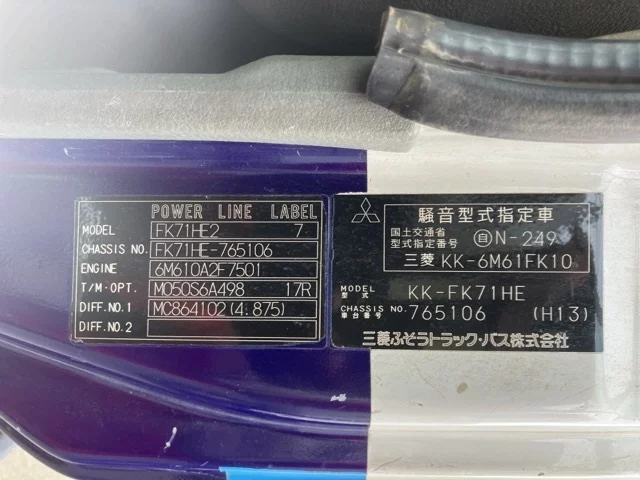 POWER LINE LABEL
MODEL FK71HE2 7
CHASSIS NO. FK71HE-765106
ENGINE 6M610A2F7501
T/M·OPT. M050S6A498 17R
DIFF.NO.1 MC864102(4.875)
DIFF.NO.2
騒音型式指定車
国土交通省
型式指定番号 自N-249
三菱 KK-6M61FK10
MODEL
型式 KK-FK71HE
CHASSIS NO.
車台番号 765106 (H13)
三菱ふそうトラック・バス株式会社